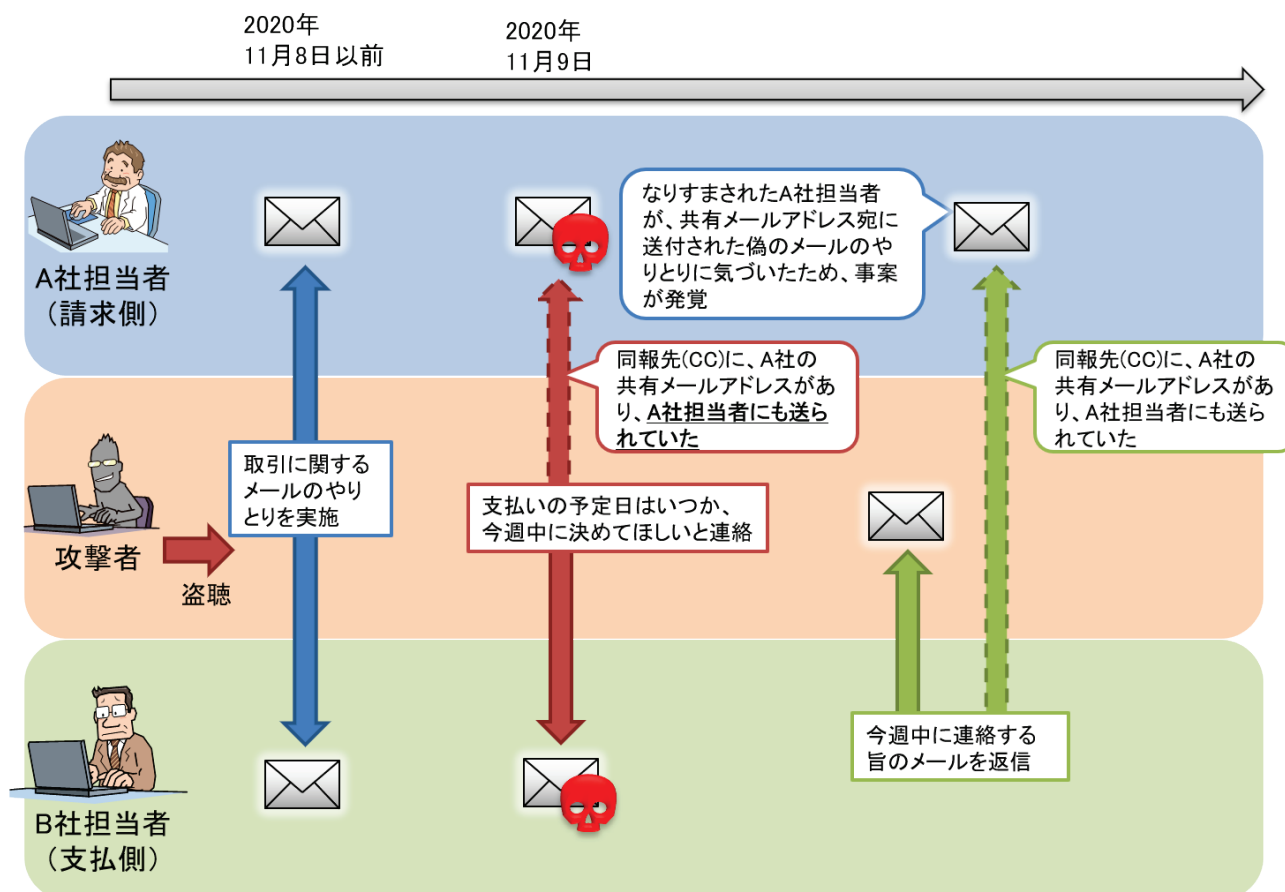 2020年
11月8日以前
2020年
11月9日
A社担当者
（請求側）
なりすまされたA社担当者
が、共有メールアドレス宛に
送付された偽のメールのや
りとりに気づいたため、事案
が発覚
同報先(CC)に、A社の
共有メールアドレスがあ
り、A社担当者にも送ら
れていた
同報先(CC)に、A社の
共有メールアドレスがあ
り、A社担当者にも送ら
れていた
攻撃者
盗聴
取引に関する
メールのやり
とりを実施
支払いの予定日はいつか、
今週中に決めてほしいと連絡
B社担当者
（支払側）
今週中に連絡する
旨のメールを返信